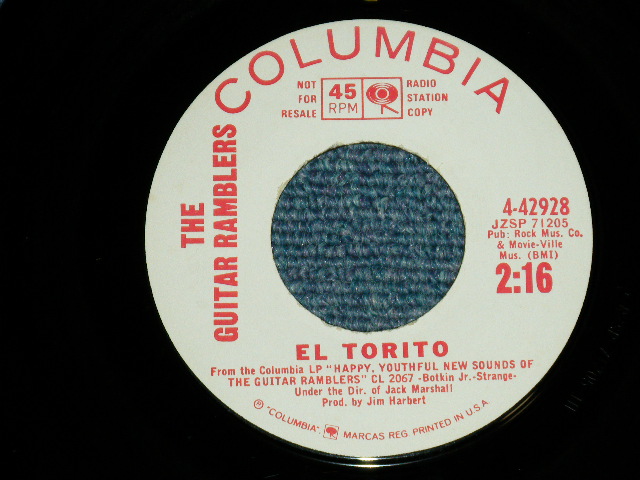 COLUMBIA
NOT
FOR
RESALE
45
RPM
RADIO
STATION
COPY
THE
GUITAR RAMBLERS
4-42928
JZSP 71205
Pub: Rock Mus. Co.
& Movie-Ville
Mus. (BMI)
2:16
EL TORITO
From the Columbia LP "HAPPY, YOUTHFUL NEW SOUNDS OF
THE GUITAR RAMBLERS" CL 2067 -Botkin Jr.-Strange-
Under the Dir. of Jack Marshall
Prod. by Jim Harbert
℗ "COLUMBIA" MARCAS REG. PRINTED IN U.S.A